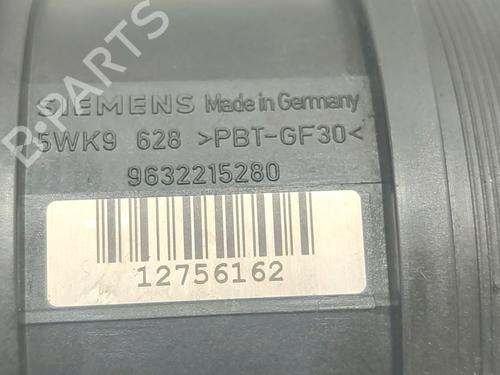 B-PARTS
SIEMENS Made in Germany
5WK9 628 >PBT-GF30<
9632215280
12756162